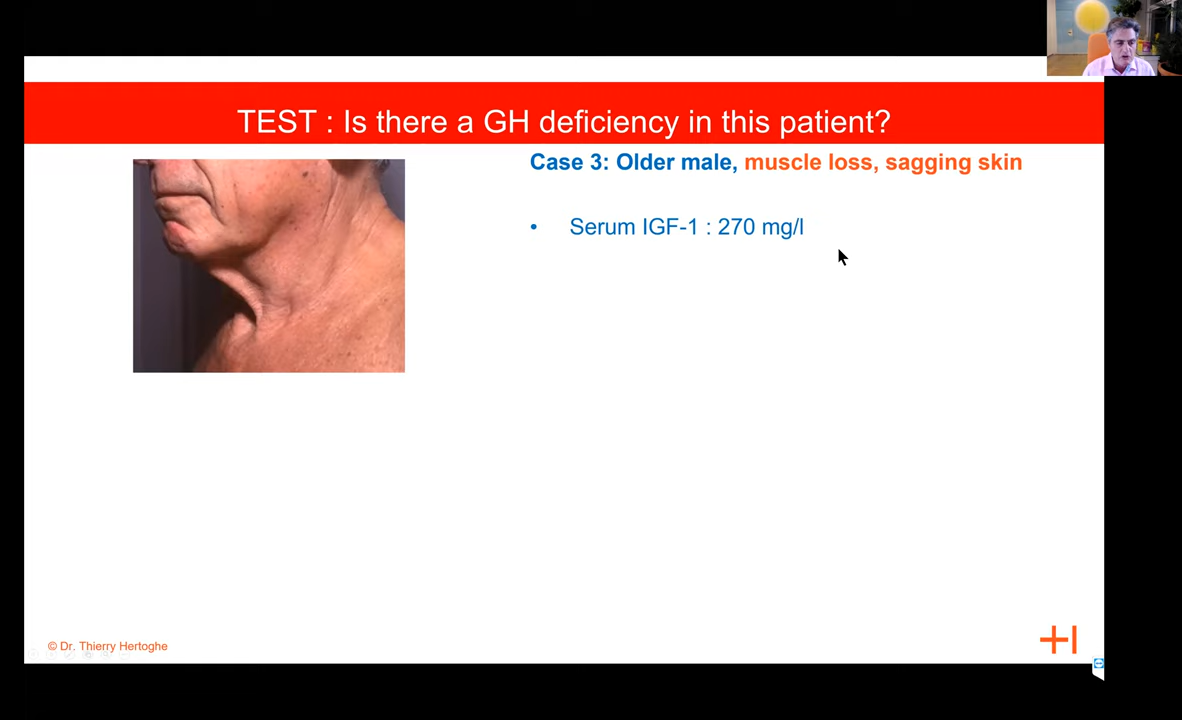 TEST : Is there a GH deficiency in this patient?
Case 3: Older male, muscle loss, sagging skin
• Serum IGF-1 : 270 mg/l
© Dr. Thierry Hertoghe